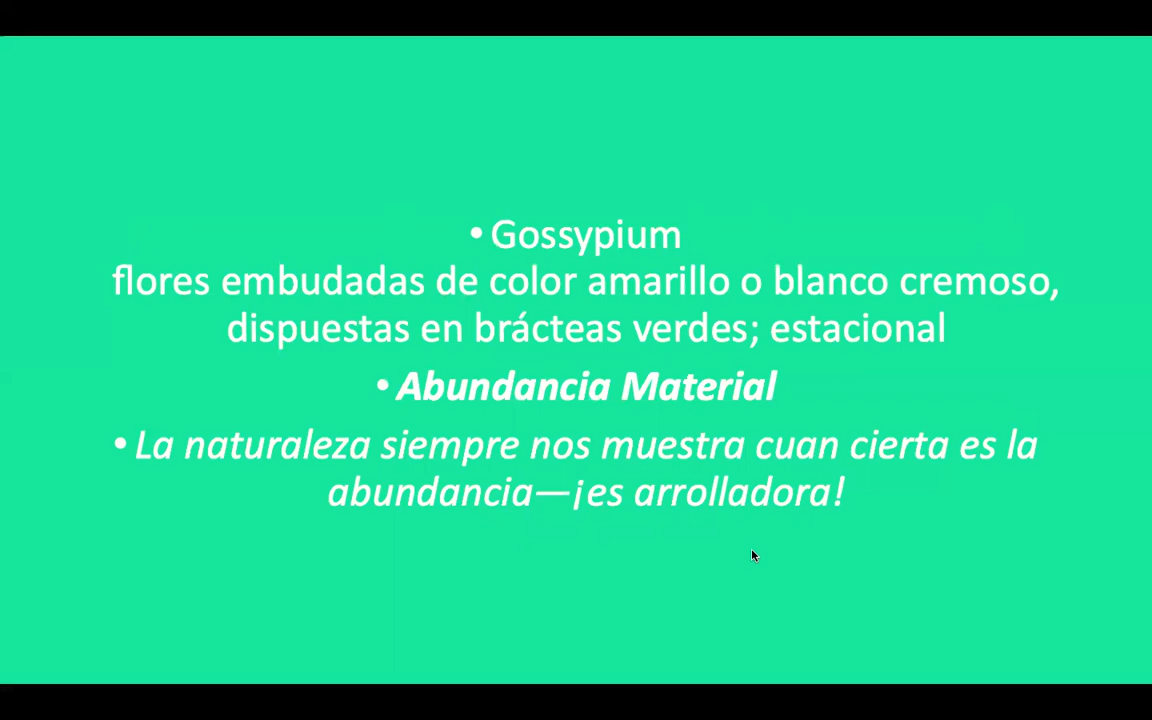 • Gossypium
flores embudadas de color amarillo o blanco cremoso,
dispuestas en brácteas verdes; estacional
• Abundancia Material
• La naturaleza siempre nos muestra cuan cierta es la
abundancia—¡es arrolladora!